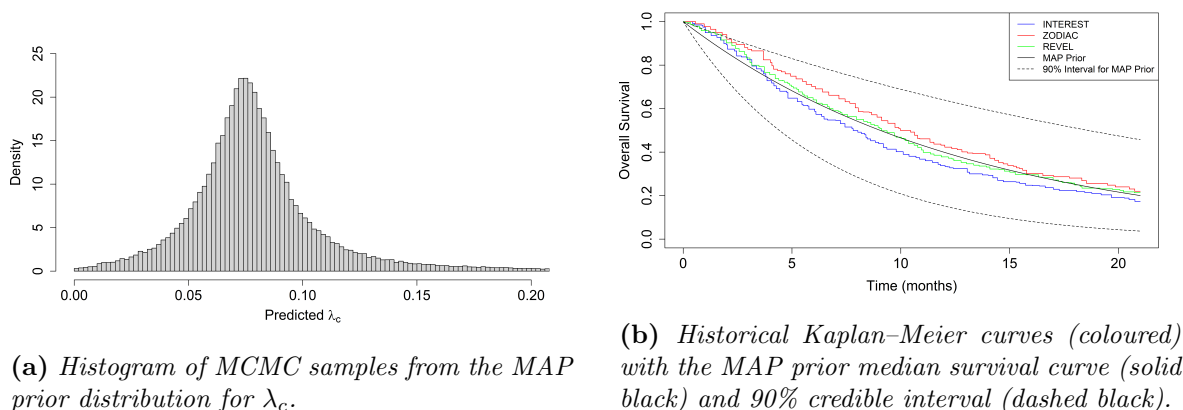 25
20
15
10
5
0
Density
0.00 0.05 0.10 0.15 0.20
Predicted λc
(a) Histogram of MCMC samples from the MAP
prior distribution for λc.
1.0
0.8
0.6
0.4
0.2
0.0
Overall Survival
INTEREST
ZODIAC
REVEL
MAP Prior
90% Interval for MAP Prior
0 5 10 15 20
Time (months)
(b) Historical Kaplan–Meier curves (coloured)
with the MAP prior median survival curve (solid
black) and 90% credible interval (dashed black).